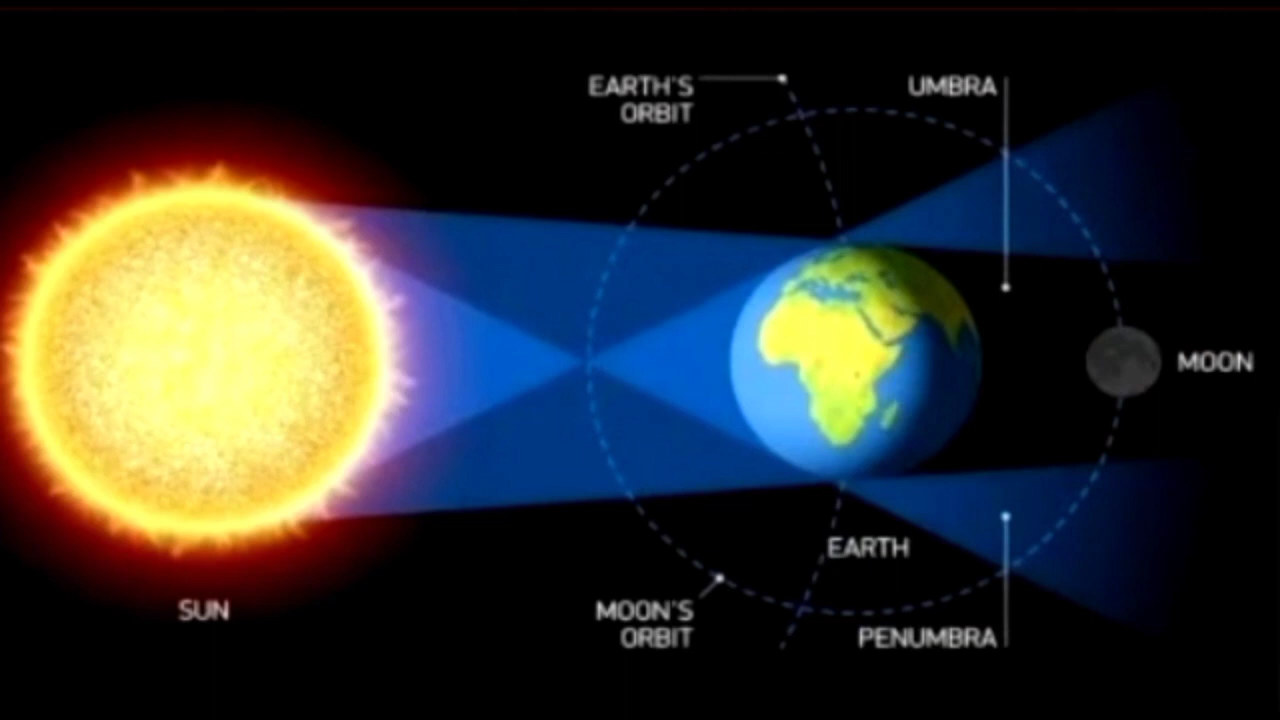 EARTH'S
ORBIT
UMBRA
MOON
EARTH
SUN
MOON'S
ORBIT
PENUMBRA